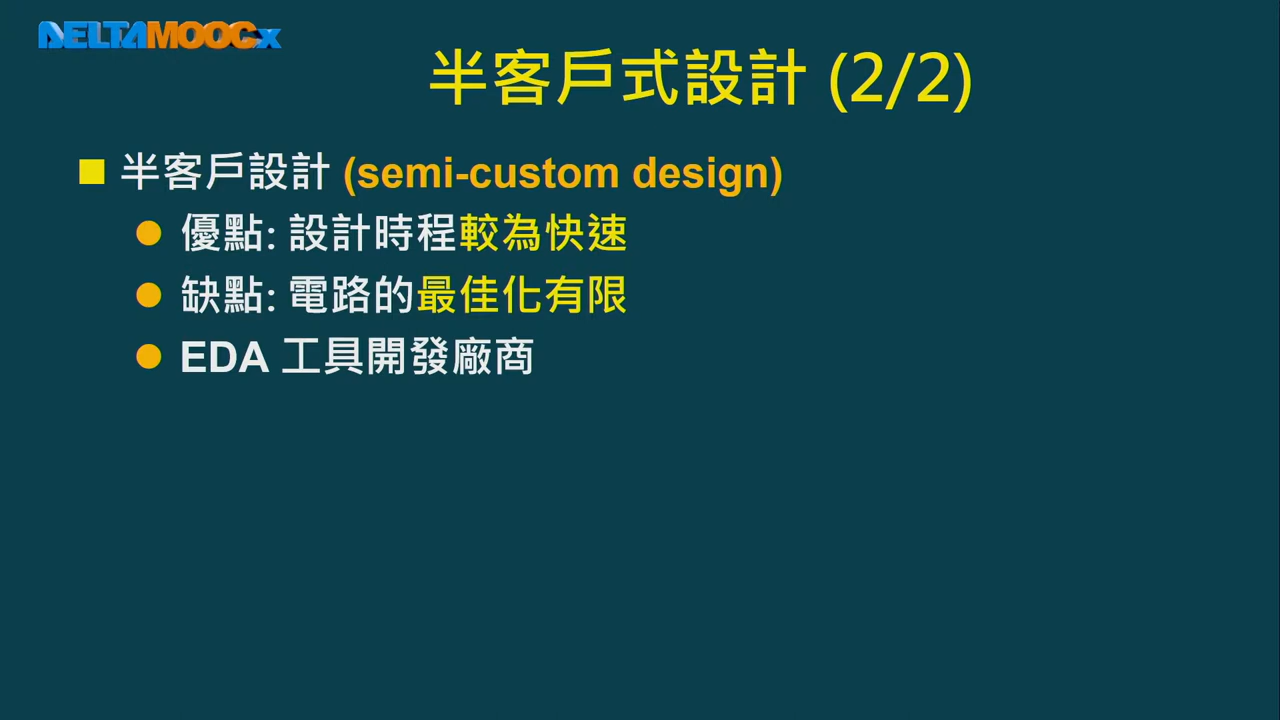 DELTAMOOCx
半客戶式設計 (2/2)
半客戶設計 (semi-custom design)
優點: 設計時程較為快速
缺點: 電路的最佳化有限
EDA 工具開發廠商